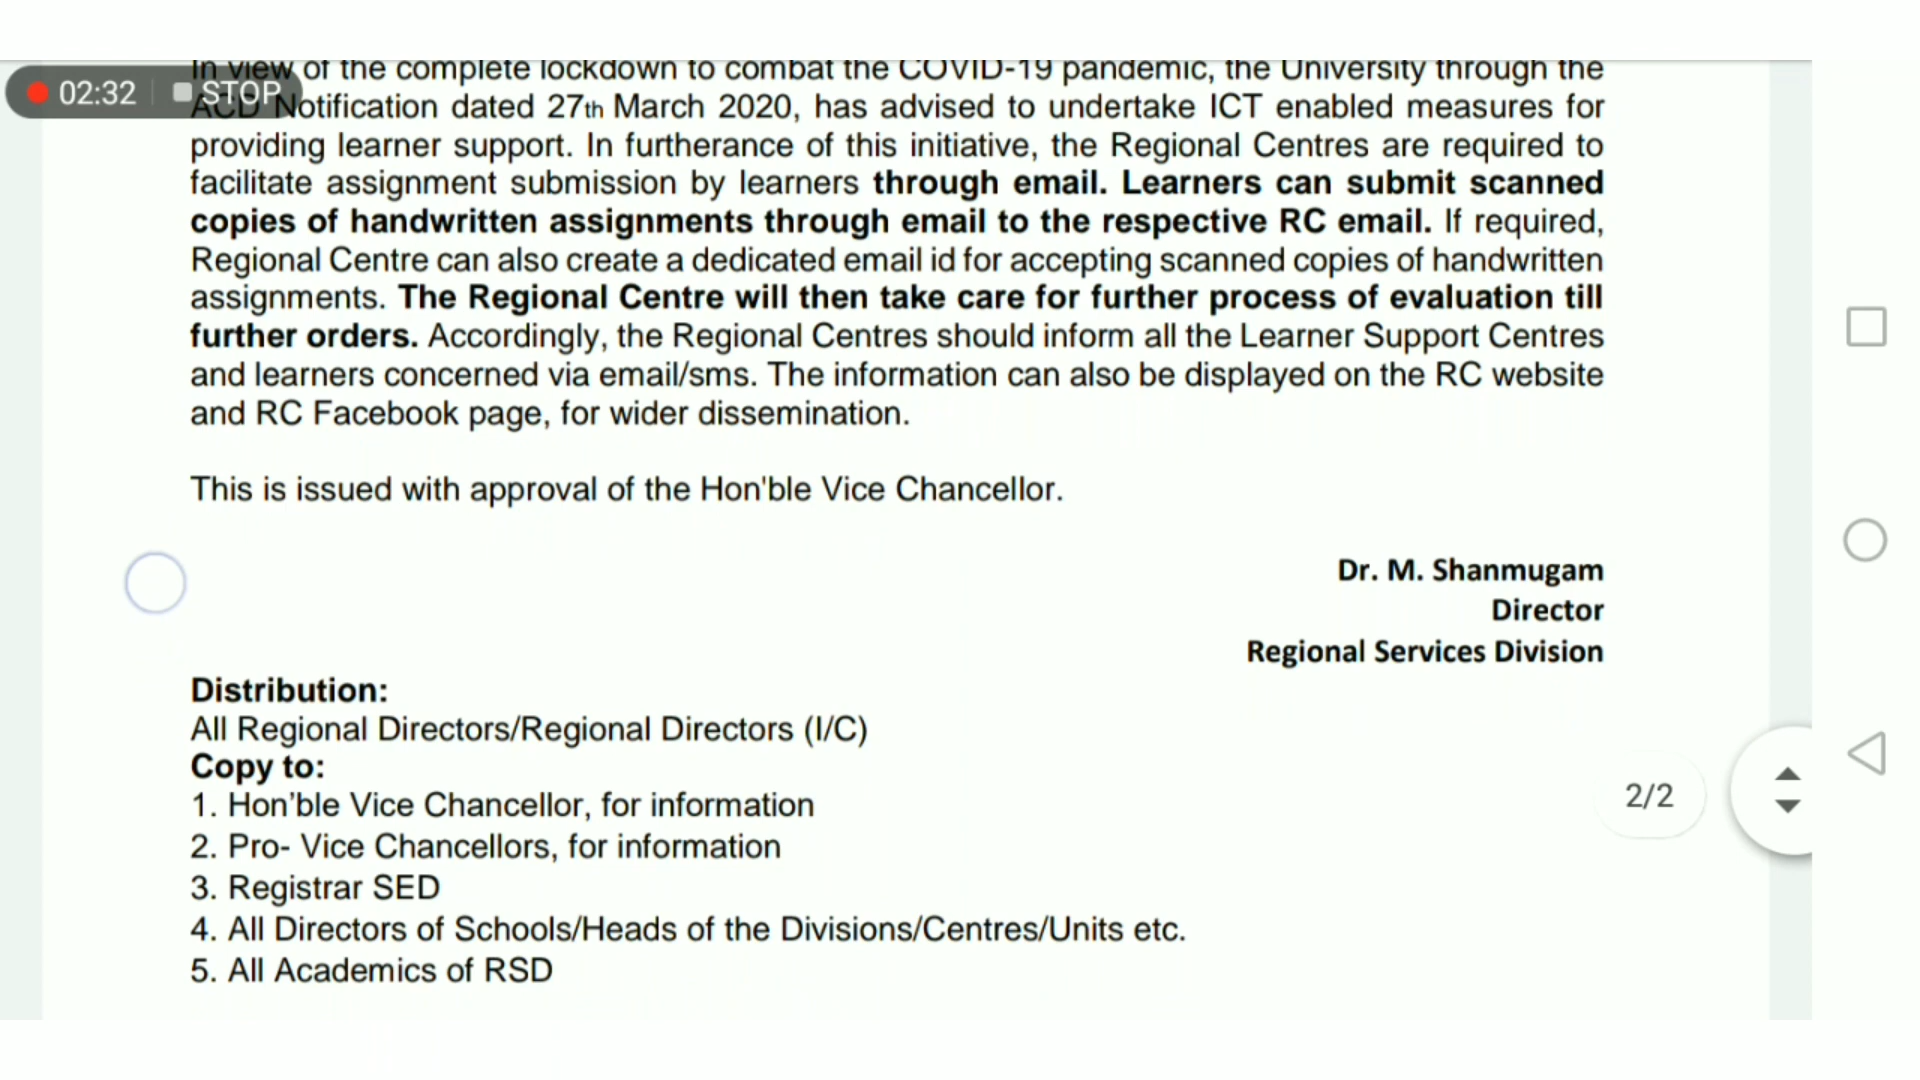 In view of the complete lockdown to combat the COVID-19 pandemic, the University through the
02:32 STOP
ACD Notification dated 27th March 2020, has advised to undertake ICT enabled measures for
providing learner support. In furtherance of this initiative, the Regional Centres are required to
facilitate assignment submission by learners through email. Learners can submit scanned
copies of handwritten assignments through email to the respective RC email. If required,
Regional Centre can also create a dedicated email id for accepting scanned copies of handwritten
assignments. The Regional Centre will then take care for further process of evaluation till
further orders. Accordingly, the Regional Centres should inform all the Learner Support Centres
and learners concerned via email/sms. The information can also be displayed on the RC website
and RC Facebook page, for wider dissemination.
This is issued with approval of the Hon'ble Vice Chancellor.
Dr. M. Shanmugam
Director
Regional Services Division
Distribution:
All Regional Directors/Regional Directors (I/C)
Copy to:
1. Hon’ble Vice Chancellor, for information
2. Pro- Vice Chancellors, for information
3. Registrar SED
4. All Directors of Schools/Heads of the Divisions/Centres/Units etc.
5. All Academics of RSD
2/2